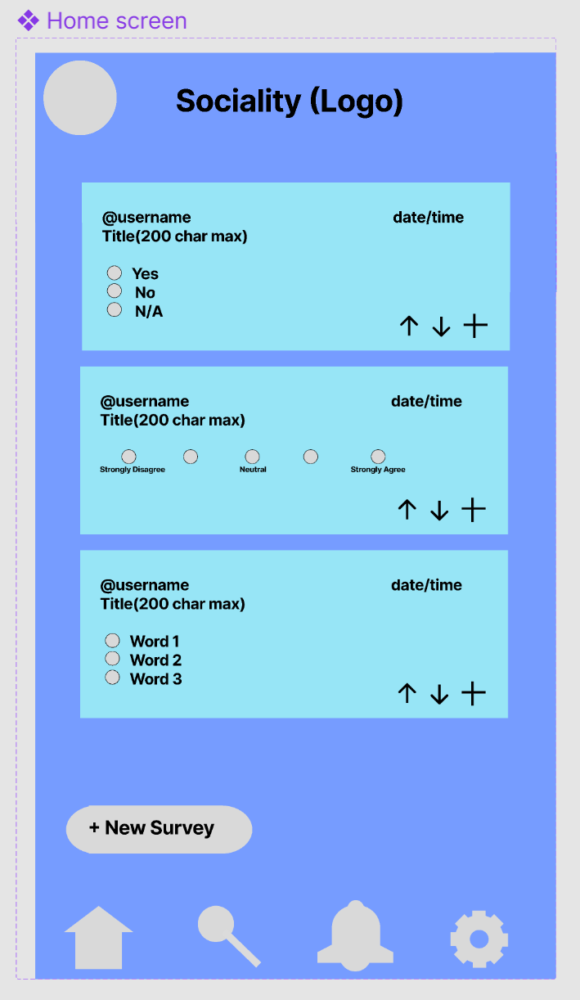 Home screen
Sociality (Logo)
@username date/time
Title(200 char max)
Yes
No
N/A
@username date/time
Title(200 char max)
Strongly Disagree Neutral Strongly Agree
@username date/time
Title(200 char max)
Word 1
Word 2
Word 3
+ New Survey